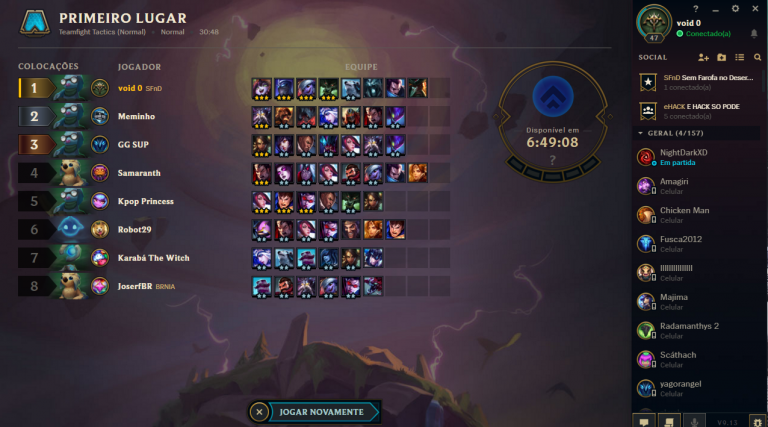 PRIMEIRO LUGAR
Teamfight Tactics (Normal) • Normal • 30:48
COLOCAÇÕES JOGADOR EQUIPE
1 void 0 SFnD
2 Meminho
3 GG SUP
4 Samaranth
5 Kpop Princess
6 Robot29
7 Karabá The Witch
8 JoserfBR BRNIA
Disponível em
6:49:08
?
JOGAR NOVAMENTE
?
47
void 0
Conectado(a)
SOCIAL
SFnD Sem Farofa no Deser...
1 conectado(a)
eHACK E HACK SO PODE
5 conectado(a)
GERAL (4/157)
NightDarkXD
Em partida
Amagiri
Celular
Chicken Man
Celular
Fusca2012
Celular
Celular
Majima
Celular
Radamanthys 2
Celular
Scáthach
Celular
yagorangel
Celular
V9.15